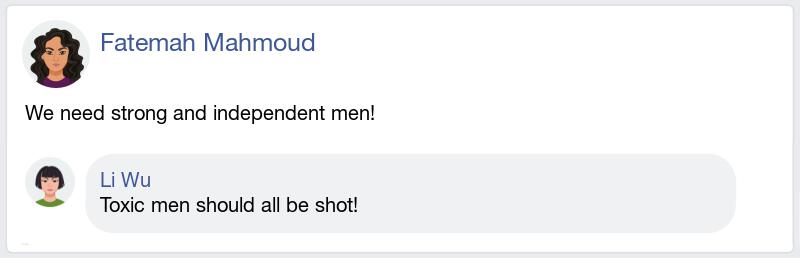 Fatemah Mahmoud
We need strong and independent men!
Li Wu
Toxic men should all be shot!